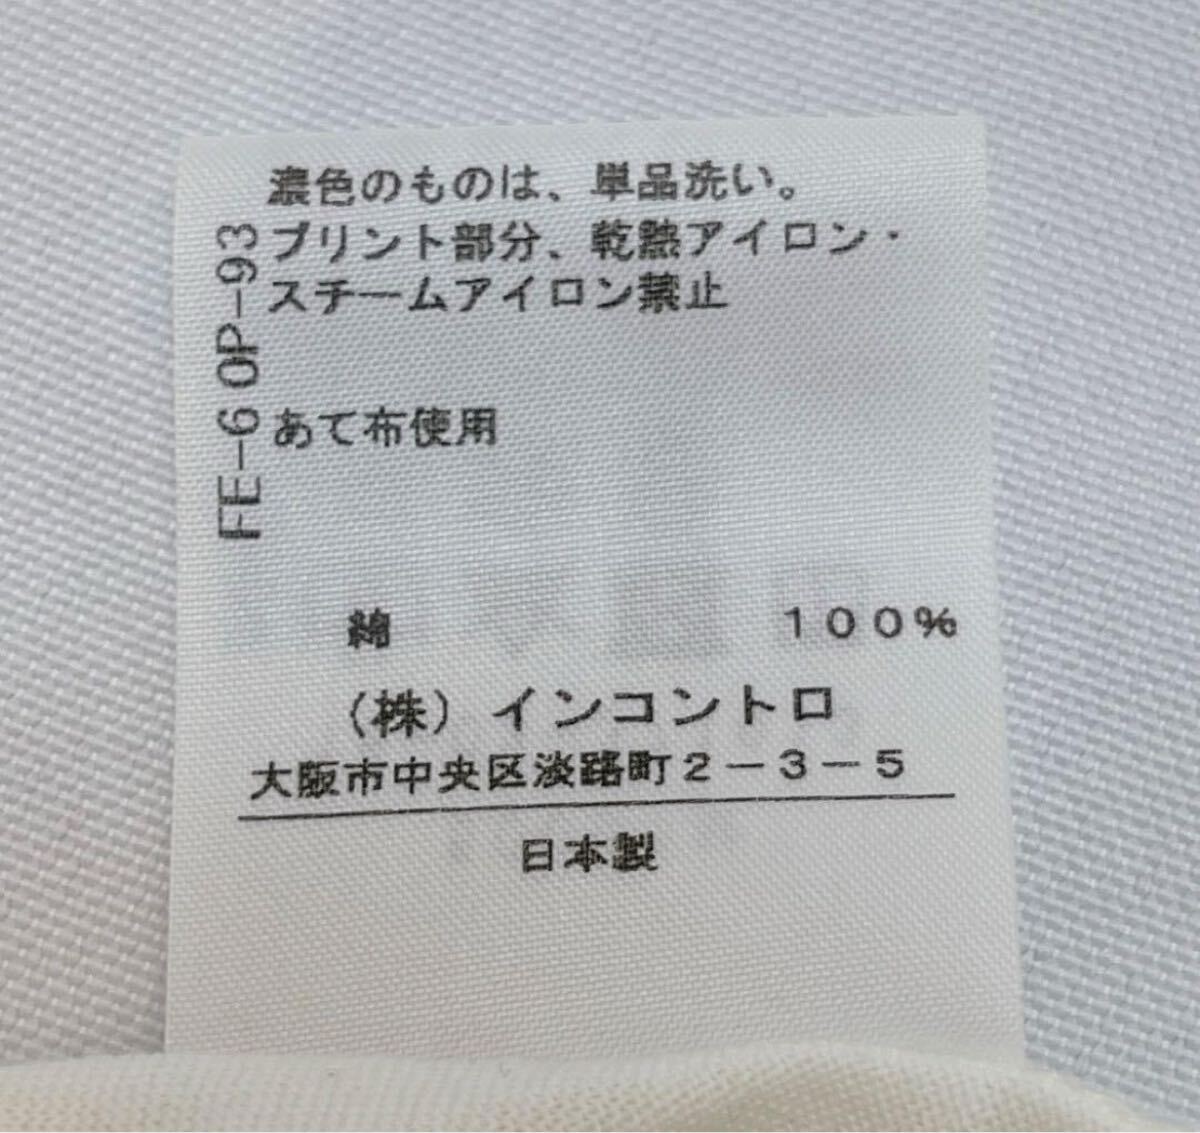 濃色のものは、単品洗い。
プリント部分、乾熱アイロン・
スチームアイロン禁止
あて布使用
FE-6 OP-93
綿 100%
(株)インコントロ
大阪市中央区淡路町2-3-5
日本製